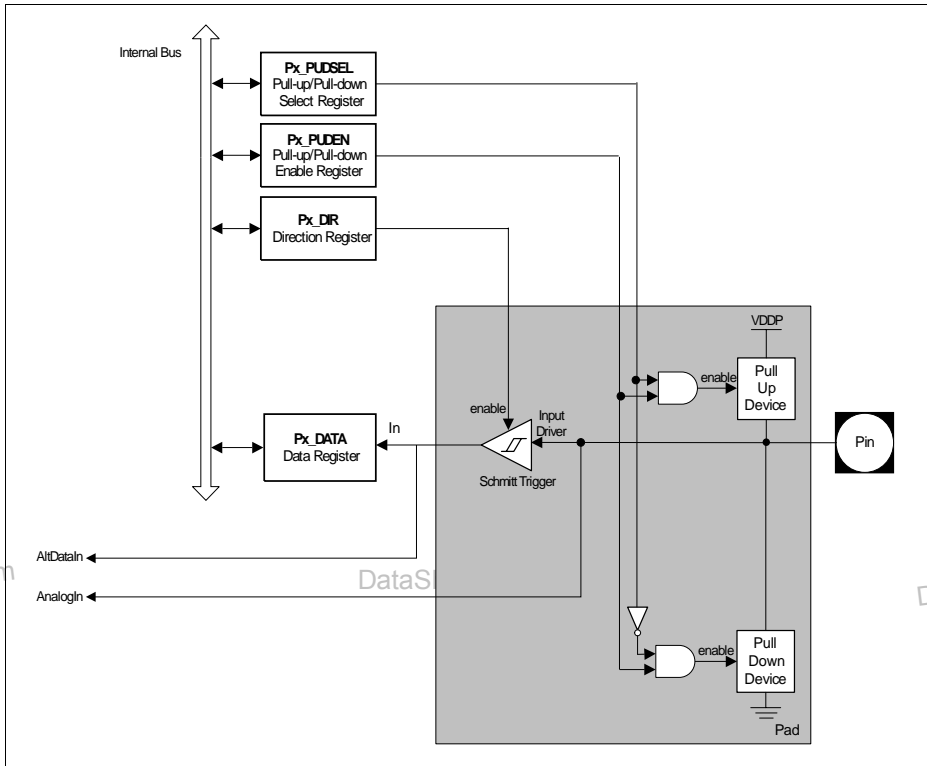 Internal Bus
Px_PUDSEL
Pull-up/Pull-down
Select Register
Px_PUDEN
Pull-up/Pull-down
Enable Register
Px_DIR
Direction Register
VDDP
Pull
Up
Device
enable
enable
Input
Driver
In
Px_DATA
Data Register
Schmitt Trigger
Pin
AltDataIn
AnalogIn
enable
Pull
Down
Device
Pad